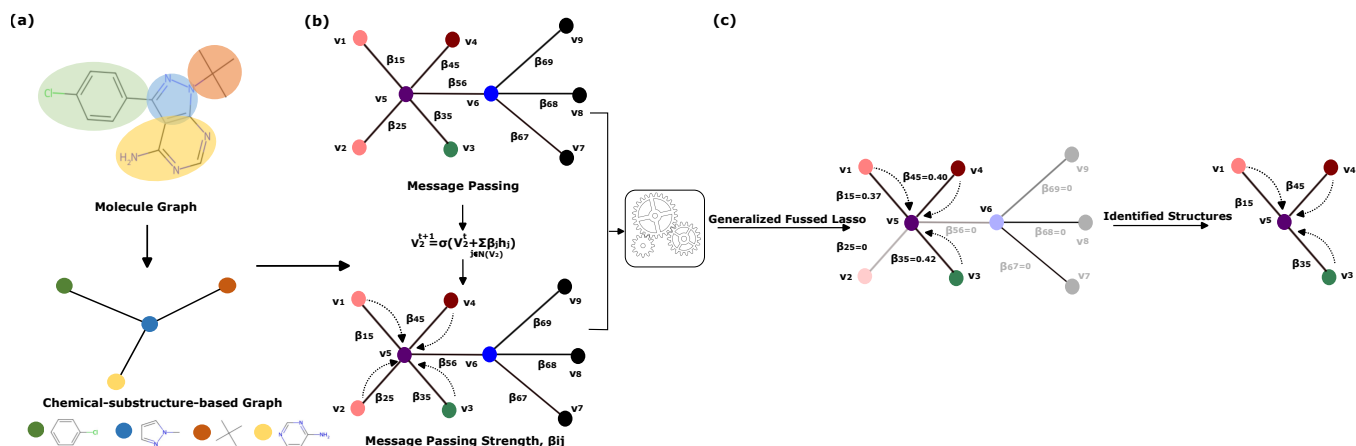 (a)
Cl
N
N
N
H₂N
N
Molecule Graph
Chemical-substructure-based Graph
Cl
N
N
N
N
NH₂
(b)
v1
v4
v9
β15
β45
β69
β56
v5
v6
β68
v8
β25
β35
β67
v2
v3
v7
Message Passing
V₂ᵗ⁺¹=σ(V₂ᵗ+Σβⱼhⱼ)
j∈N(V₂)
v1
v4
v9
β15
β45
β69
v5
β56
v6
β68
v8
β25
β35
β67
v2
v3
v7
Message Passing Strength, βij
(c)
Generalized Fussed Lasso
v1
v4
v9
β15=0.37
β45=0.40
β69=0
v5
v6
β56=0
β68=0
v8
β25=0
β35=0.42
β67=0
v2
v3
v7
Identified Structures
v1
v4
β15
β45
v5
β35
v3